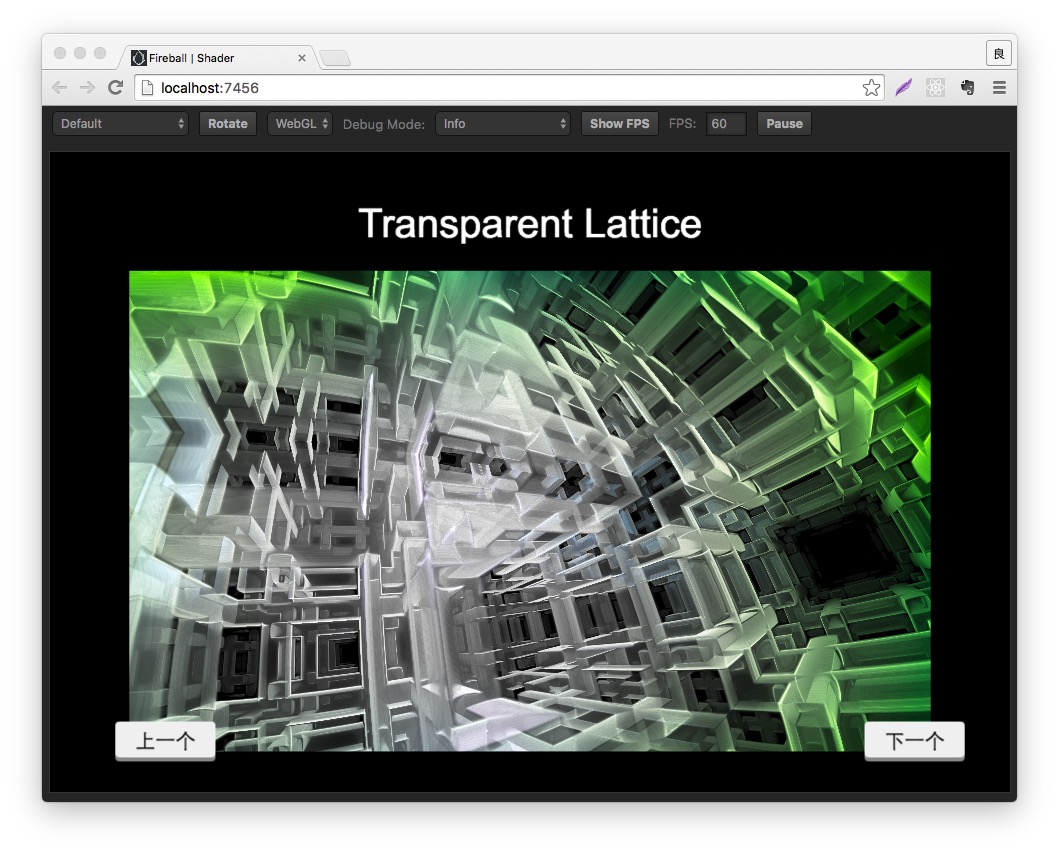 Fireball | Shader
良
localhost:7456
Default Rotate WebGL Debug Mode: Info Show FPS FPS: 60 Pause
Transparent Lattice
上一个 下一个